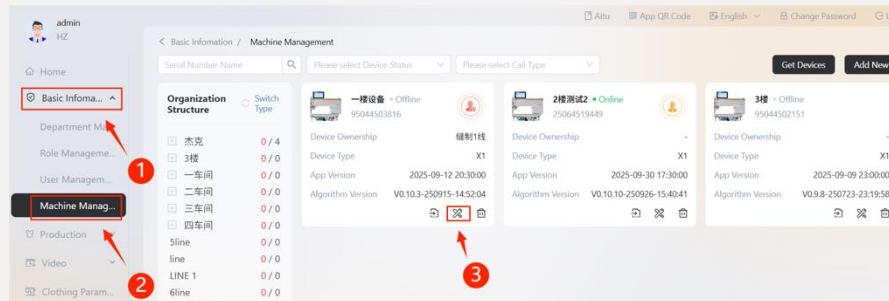 admin
HZ
Aitu
App QR Code
English
Change Password
< Basic Infomation / Machine Management
Serial Number Name
Please select Device Status
Please select Call Type
Get Devices
Add New
Home
Basic Infoma...
Department Ma...
Role Manageme...
User Managem...
Machine Manag...
Production
Video
Clothing Param...
1
2
Organization Structure
Switch Type
杰克 0 / 4
3楼 0 / 0
一车间 0 / 0
二车间 0 / 0
三车间 0 / 0
四车间 0 / 0
5line 0 / 0
line 0 / 0
LINE 1 0 / 0
6line 0 / 0
一楼设备 Offline
95044503816
Device Ownership 缝制1线
Device Type X1
App Version 2025-09-12 20:30:00
Algorithm Version V0.10.3-250915-14:52:04
3
2楼测试2 Online
25064519449
Device Ownership -
Device Type X1
App Version 2025-09-30 17:30:00
Algorithm Version V0.10.10-250926-15:40:41
3楼 Offline
95044502151
Device Ownership -
Device Type X1
App Version 2025-09-09 23:00:00
Algorithm Version V0.9.8-250723-23:19:58